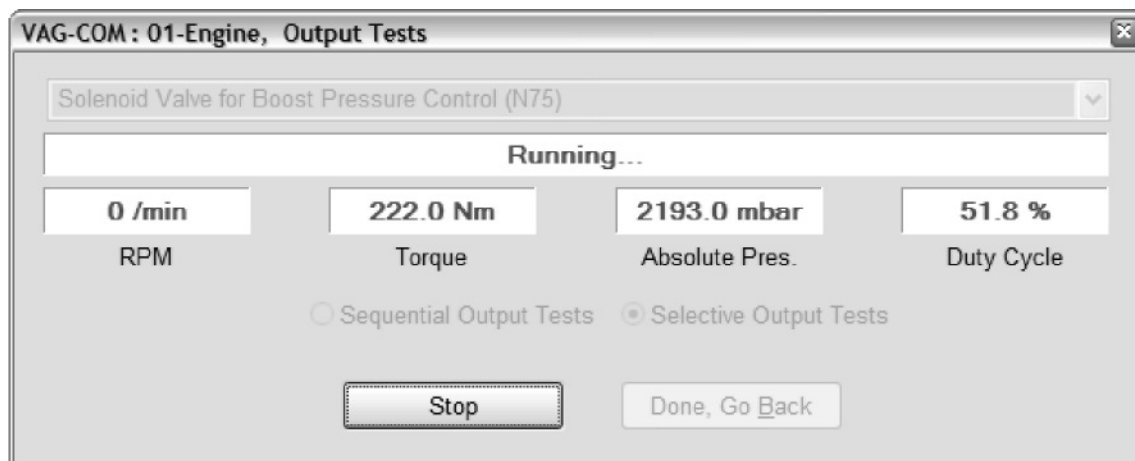 VAG-COM: 01-Engine, Output Tests
Solenoid Valve for Boost Pressure Control (N75)
Running...
0 /min 222.0 Nm 2193.0 mbar 51.8 %
RPM Torque Absolute Pres. Duty Cycle
Sequential Output Tests Selective Output Tests
Stop Done, Go Back